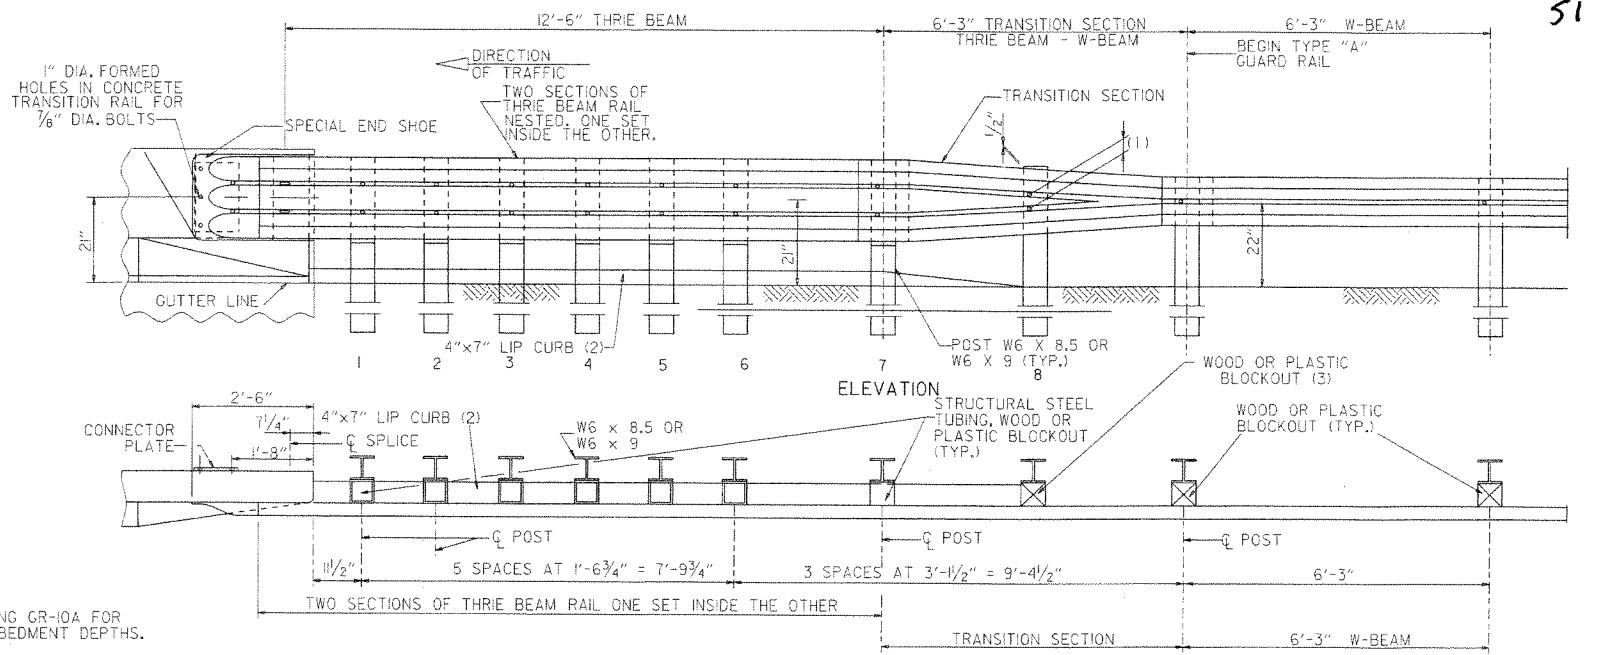 51
12'-6" THRIE BEAM
6'-3" TRANSITION SECTION
THRIE BEAM - W-BEAM
6'-3" W-BEAM
BEGIN TYPE "A"
GUARD RAIL
DIRECTION
OF TRAFFIC
1" DIA. FORMED
HOLES IN CONCRETE
TRANSITION RAIL FOR
7/8" DIA. BOLTS
SPECIAL END SHOE
TWO SECTIONS OF
THRIE BEAM RAIL
NESTED. ONE SET
INSIDE THE OTHER.
TRANSITION SECTION
1/2"
(1)
21"
21"
22"
GUTTER LINE
4"x7" LIP CURB (2)
POST W6 X 8.5 OR
W6 X 9 (TYP.)
1 2 3 4 5 6 7 8
ELEVATION
WOOD OR PLASTIC
BLOCKOUT (3)
2'-6"
7 1/4"
4"x7" LIP CURB (2)
CONNECTOR
PLATE
℄ SPLICE
1'-8"
W6 x 8.5 OR
W6 x 9
STRUCTURAL STEEL
TUBING, WOOD OR
PLASTIC BLOCKOUT
(TYP.)
WOOD OR PLASTIC
BLOCKOUT (TYP.)
℄ POST
℄ POST
℄ POST
11 1/2"
5 SPACES AT 1'-6 3/4" = 7'-9 3/4"
3 SPACES AT 3'-1 1/2" = 9'-4 1/2"
6'-3"
TWO SECTIONS OF THRIE BEAM RAIL ONE SET INSIDE THE OTHER
NG GR-10A FOR
BEDMENT DEPTHS.
TRANSITION SECTION
6'-3" W-BEAM